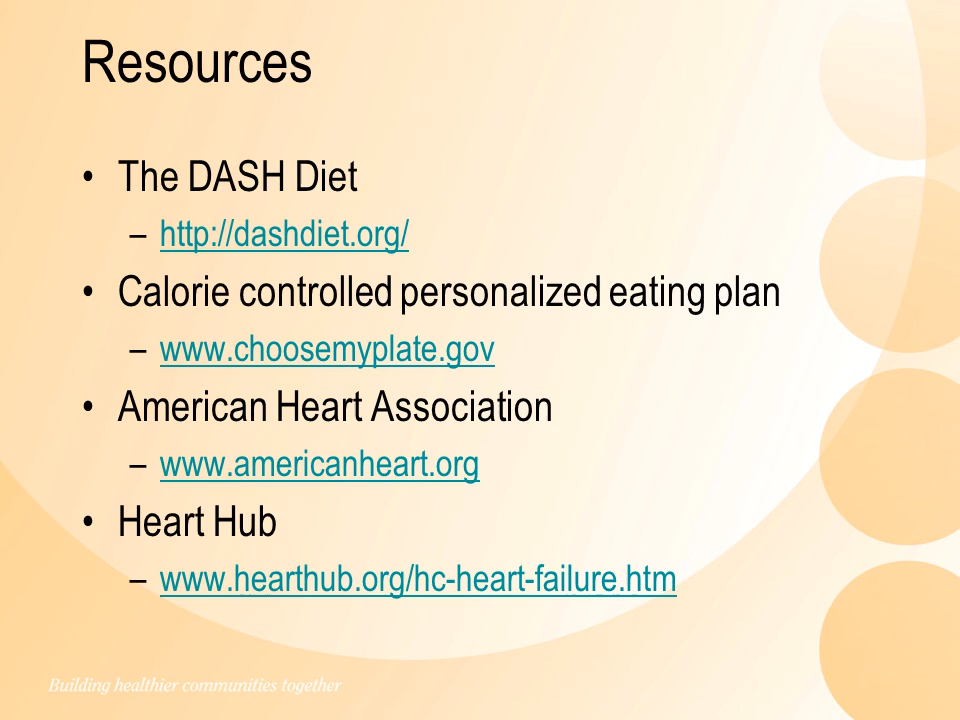 Resources
• The DASH Diet
– http://dashdiet.org/
• Calorie controlled personalized eating plan
– www.choosemyplate.gov
• American Heart Association
– www.americanheart.org
• Heart Hub
– www.hearthub.org/hc-heart-failure.htm
Building healthier communities together